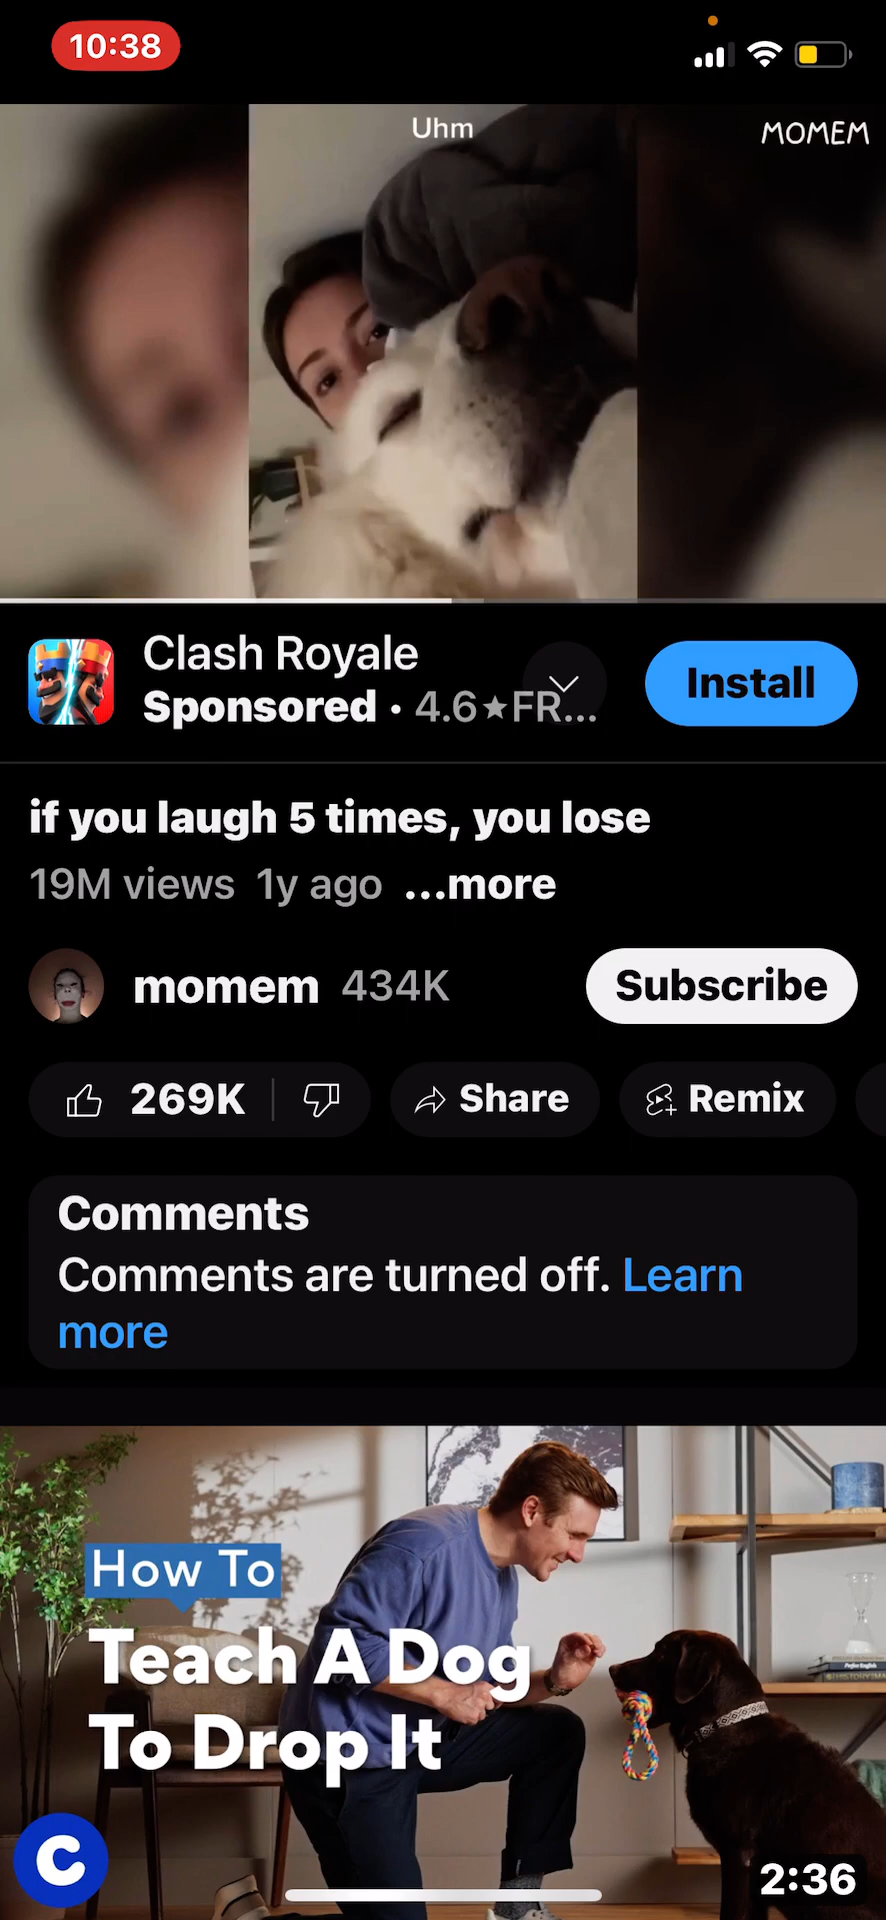 10:38
Uhm
MOMEM
Clash Royale
Sponsored • 4.6★FR...
Install
if you laugh 5 times, you lose
19M views 1y ago ...more
momem 434K
Subscribe
269K
Share
Remix
Comments
Comments are turned off. Learn
more
How To
Teach A Dog
To Drop It
C
2:36